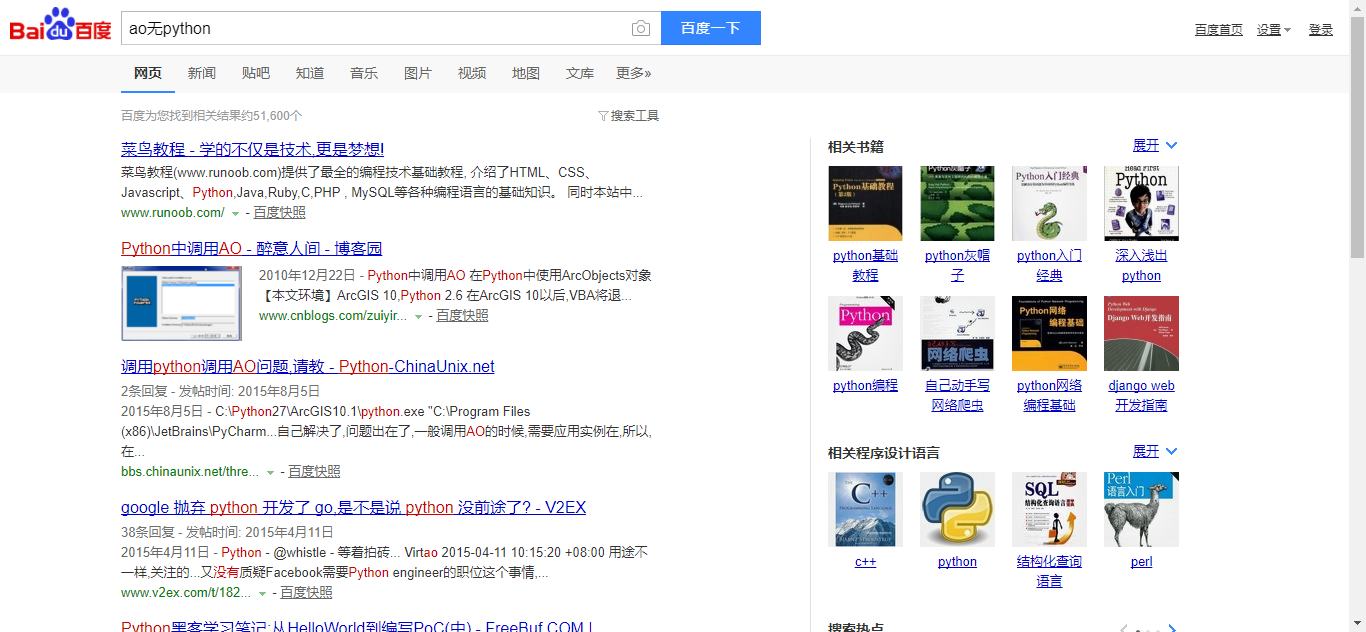 Bai du 百度
ao无python
百度一下
百度首页 设置 登录
网页 新闻 贴吧 知道 音乐 图片 视频 地图 文库 更多»
百度为您找到相关结果约51,600个
搜索工具
菜鸟教程 - 学的不仅是技术,更是梦想!
菜鸟教程(www.runoob.com)提供了最全的编程技术基础教程, 介绍了HTML、CSS、
Javascript、Python,Java,Ruby,C,PHP , MySQL等各种编程语言的基础知识。 同时本站中...
www.runoob.com/ - 百度快照
Python中调用AO - 醉意人间 - 博客园
2010年12月22日 - Python中调用AO 在Python中使用ArcObjects对象
【本文环境】ArcGIS 10,Python 2.6 在ArcGIS 10以后,VBA将退...
www.cnblogs.com/zuiyir... - 百度快照
调用python调用AO问题,请教 - Python-ChinaUnix.net
2条回复 - 发帖时间: 2015年8月5日
2015年8月5日 - C:\Python27\ArcGIS10.1\python.exe "C:\Program Files
(x86)\JetBrains\PyCharm...自己解决了,问题出在了,一般调用AO的时候,需要应用实例在,所以,
在...
bbs.chinaunix.net/thre... - 百度快照
google 抛弃 python 开发了 go,是不是说 python 没前途了? - V2EX
38条回复 - 发帖时间: 2015年4月11日
2015年4月11日 - Python - @whistle - 等着拍砖... Virtao 2015-04-11 10:15:20 +08:00 用途不
一样,关注的...又没有质疑Facebook需要Python engineer的职位这个事情,...
www.v2ex.com/t/182... - 百度快照
Python黑客学习笔记:从HelloWorld到编写PoC(中) - FreeBuf.COM |
相关书籍
展开
Python基础教程
(第2版)
Python灰帽子
Python入门经典
Head First
Python
python基础
教程
python灰帽
子
python入门
经典
深入浅出
python
Programming
Python
网络爬虫
Python网络
编程基础
Python Web
Development with Django
Django Web开发指南
python编程
自己动手写
网络爬虫
python网络
编程基础
django web
开发指南
相关程序设计语言
展开
THE
C++
PROGRAMMING LANGUAGE
SQL
结构化查询语言
Perl
语言入门
c++
python
结构化查询
语言
perl
搜索热点